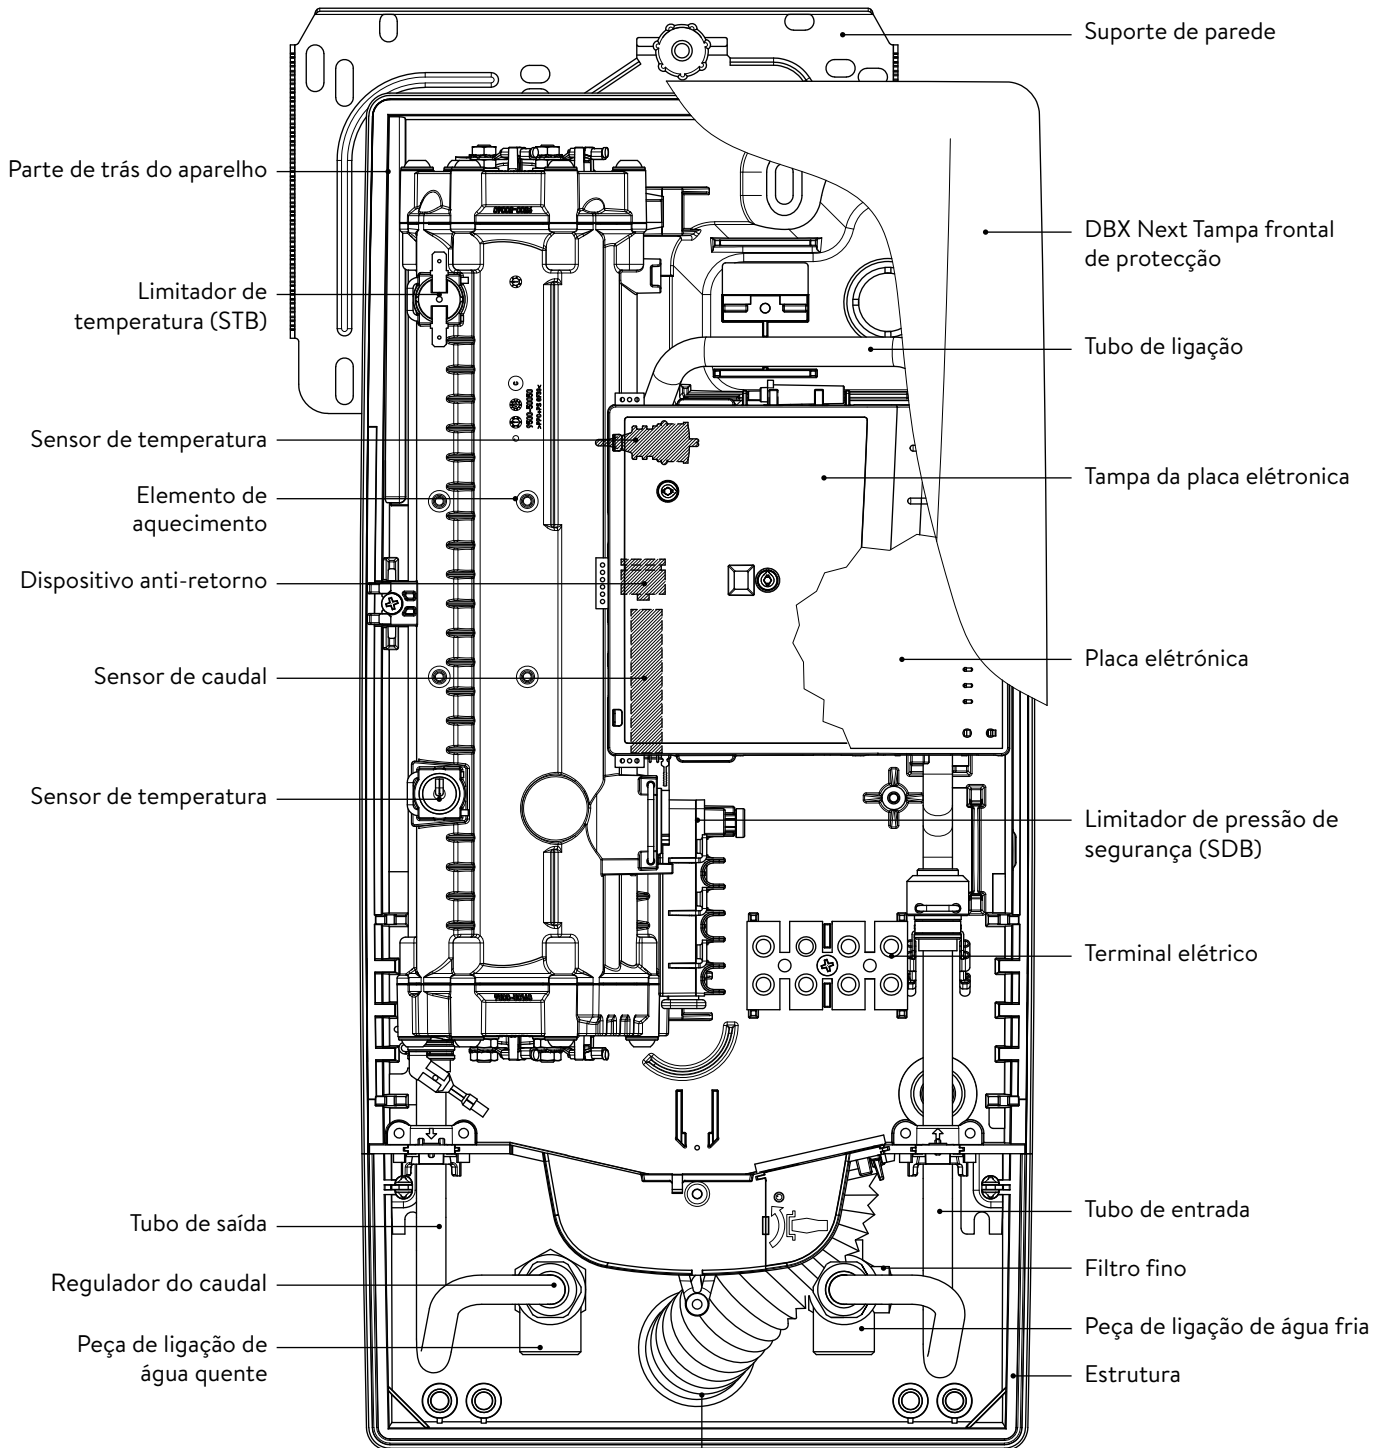 Suporte de parede
Parte de trás do aparelho
DBX Next Tampa frontal
de protecção
Limitador de
temperatura (STB)
Tubo de ligação
Sensor de temperatura
Tampa da placa elétronica
Elemento de
aquecimento
Dispositivo anti-retorno
Placa elétrónica
Sensor de caudal
Sensor de temperatura
Limitador de pressão de
segurança (SDB)
Terminal elétrico
Tubo de saída
Tubo de entrada
Regulador do caudal
Filtro fino
Peça de ligação de
água quente
Peça de ligação de água fria
Estrutura